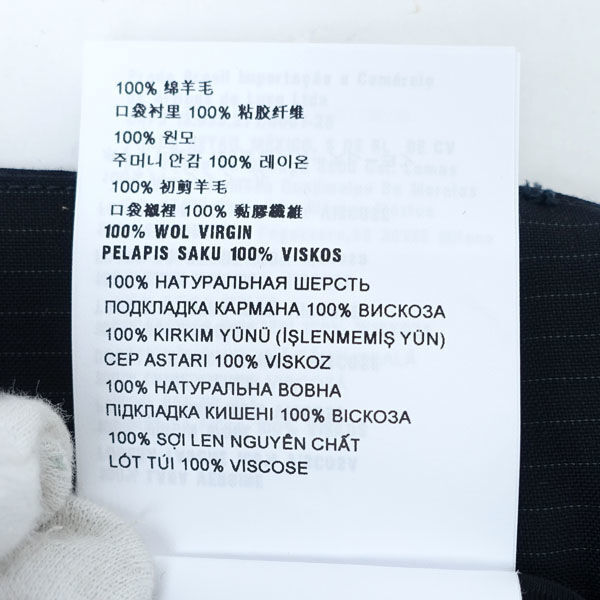 100% 绵羊毛
口袋衬里 100% 粘胶纤维
100% 원모
주머니 안감 100% 레이온
100% 初剪羊毛
口袋襯裡 100% 黏膠纖維
100% WOL VIRGIN
PELAPIS SAKU 100% VISKOS
100% НАТУРАЛЬНАЯ ШЕРСТЬ
ПОДКЛАДКА КАРМАНА 100% ВИСКОЗА
100% KIRKIM YÜNÜ (İŞLENMEMİŞ YÜN)
CEP ASTARI 100% VİSKOZ
100% НАТУРАЛЬНА ВОВНА
ПІДКЛАДКА КИШЕНІ 100% ВІСКОЗА
100% SỢI LEN NGUYÊN CHẤT
LÓT TÚI 100% VISCOSE